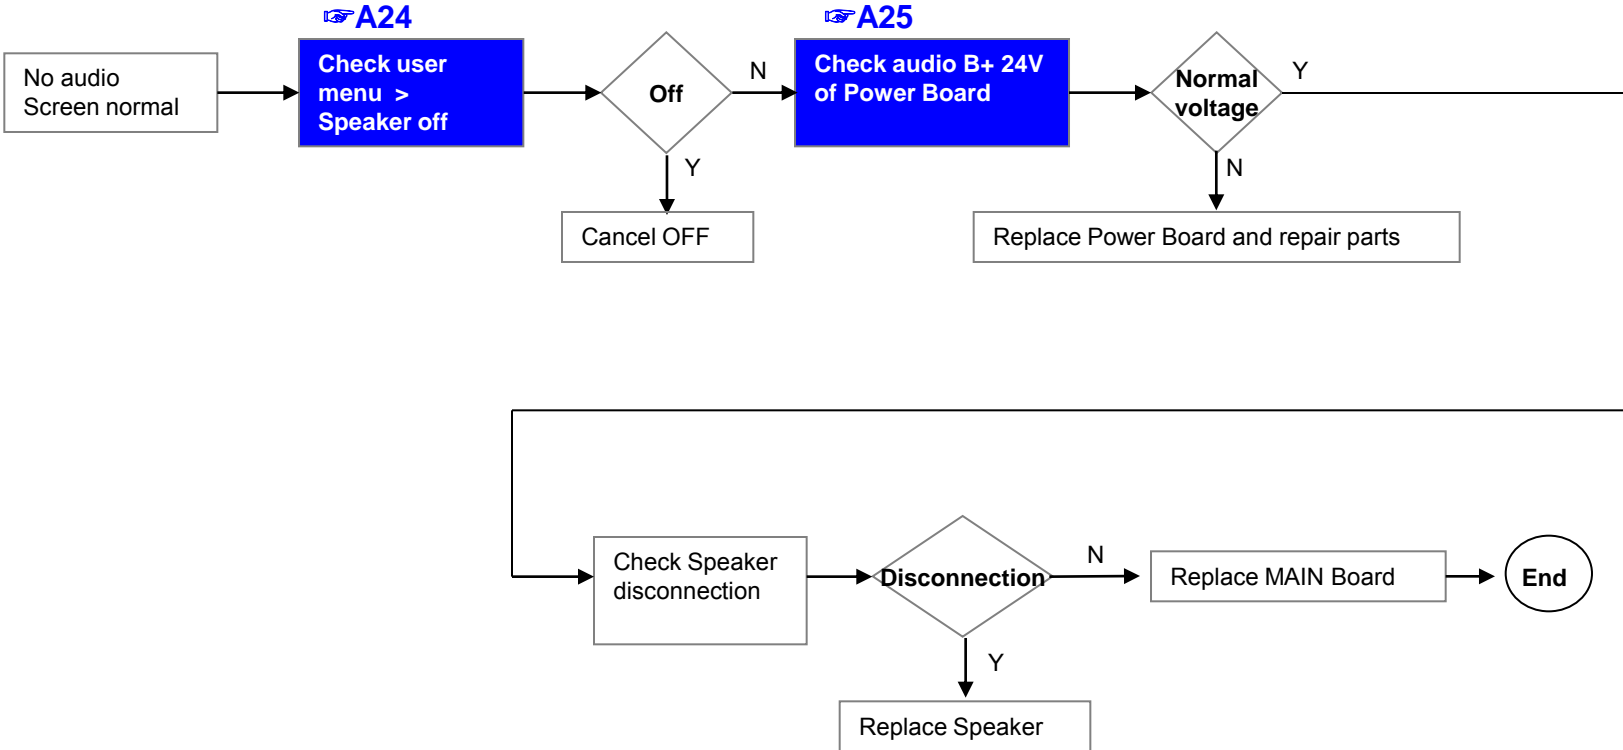 ☞A24
☞A25
No audio
Screen normal
Check user
menu >
Speaker off
Off
N
Check audio B+ 24V
of Power Board
Normal
voltage
Y
Y
N
Cancel OFF
Replace Power Board and repair parts
Check Speaker
disconnection
Disconnection
N
Replace MAIN Board
End
Y
Replace Speaker